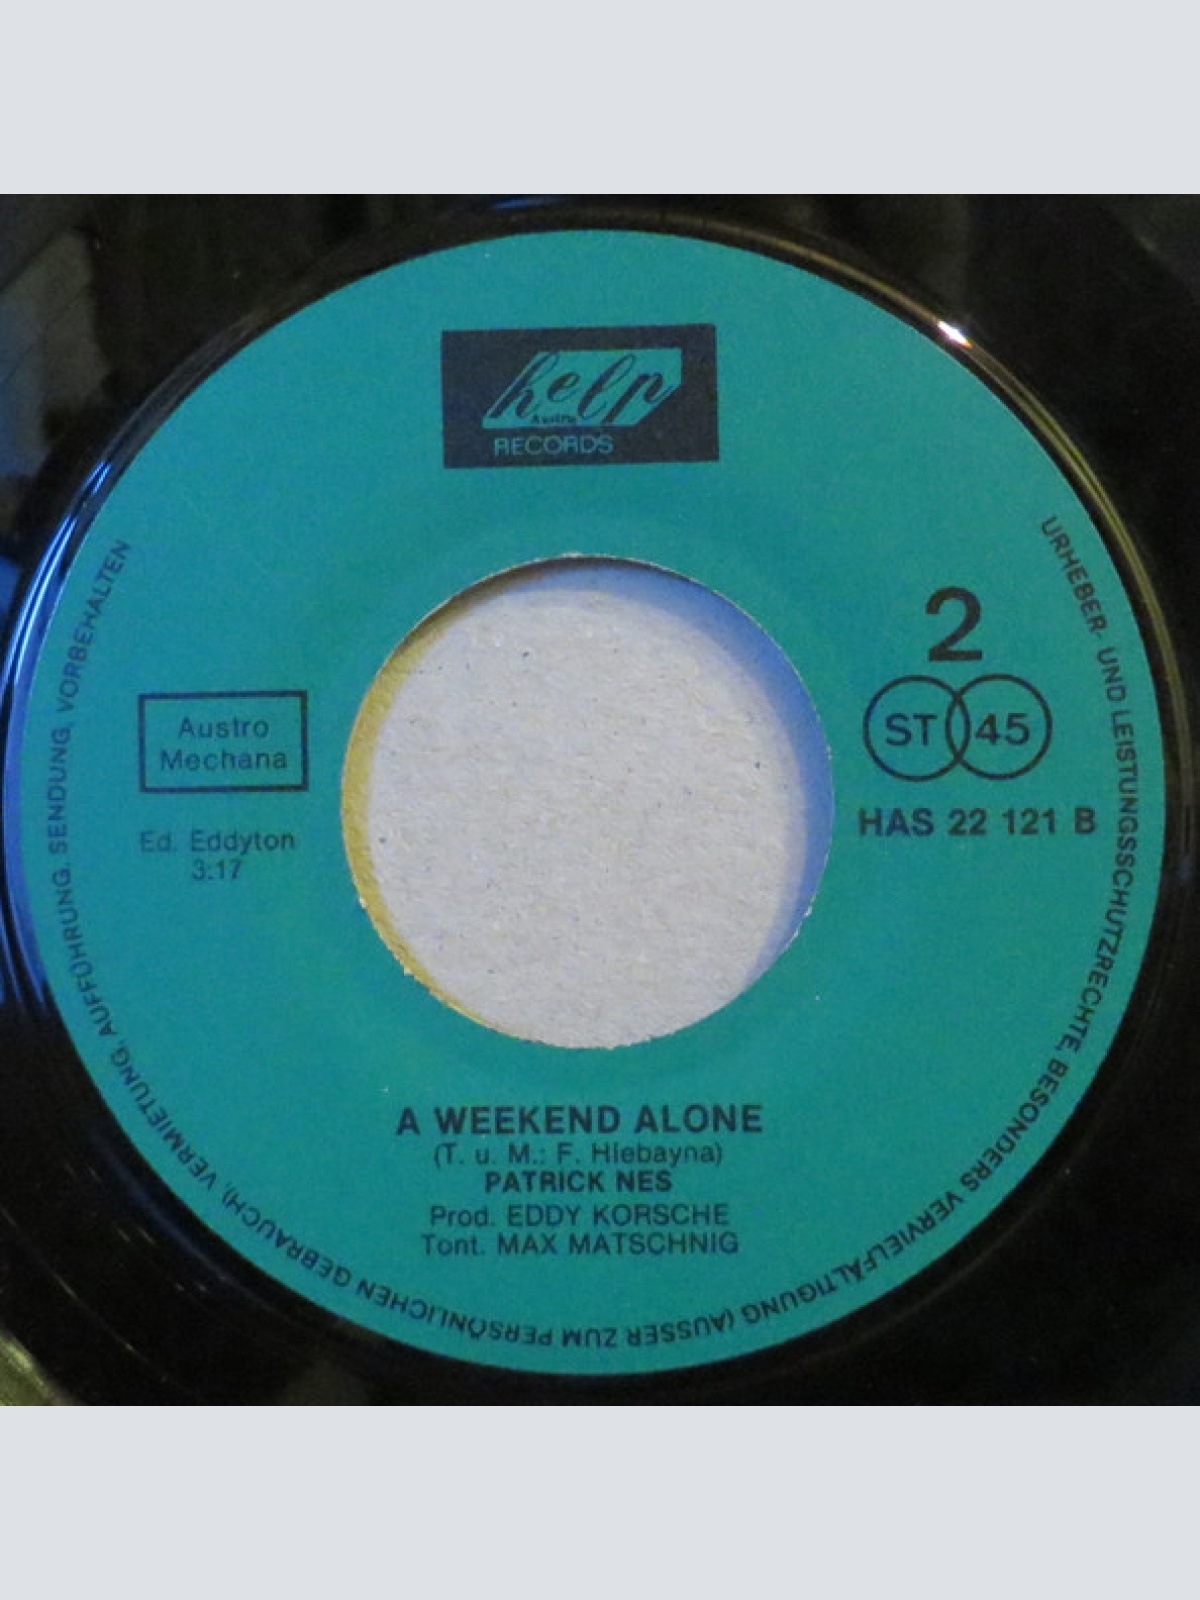 help
Austro
RECORDS
2
ST 45
HAS 22 121 B
Austro
Mechana
Ed. Eddyton
3:17
A WEEKEND ALONE
(T. u. M.: F. Hlebayna)
PATRICK NES
Prod. EDDY KORSCHE
Tont. MAX MATSCHNIG
URHEBER- UND LEISTUNGSSCHUTZRECHTE, BESONDERS VERVIELFÄLTIGUNG (AUSSER ZUM PERSÖNLICHEN GEBRAUCH), VERMIETUNG, AUFFÜHRUNG, SENDUNG VORBEHALTEN